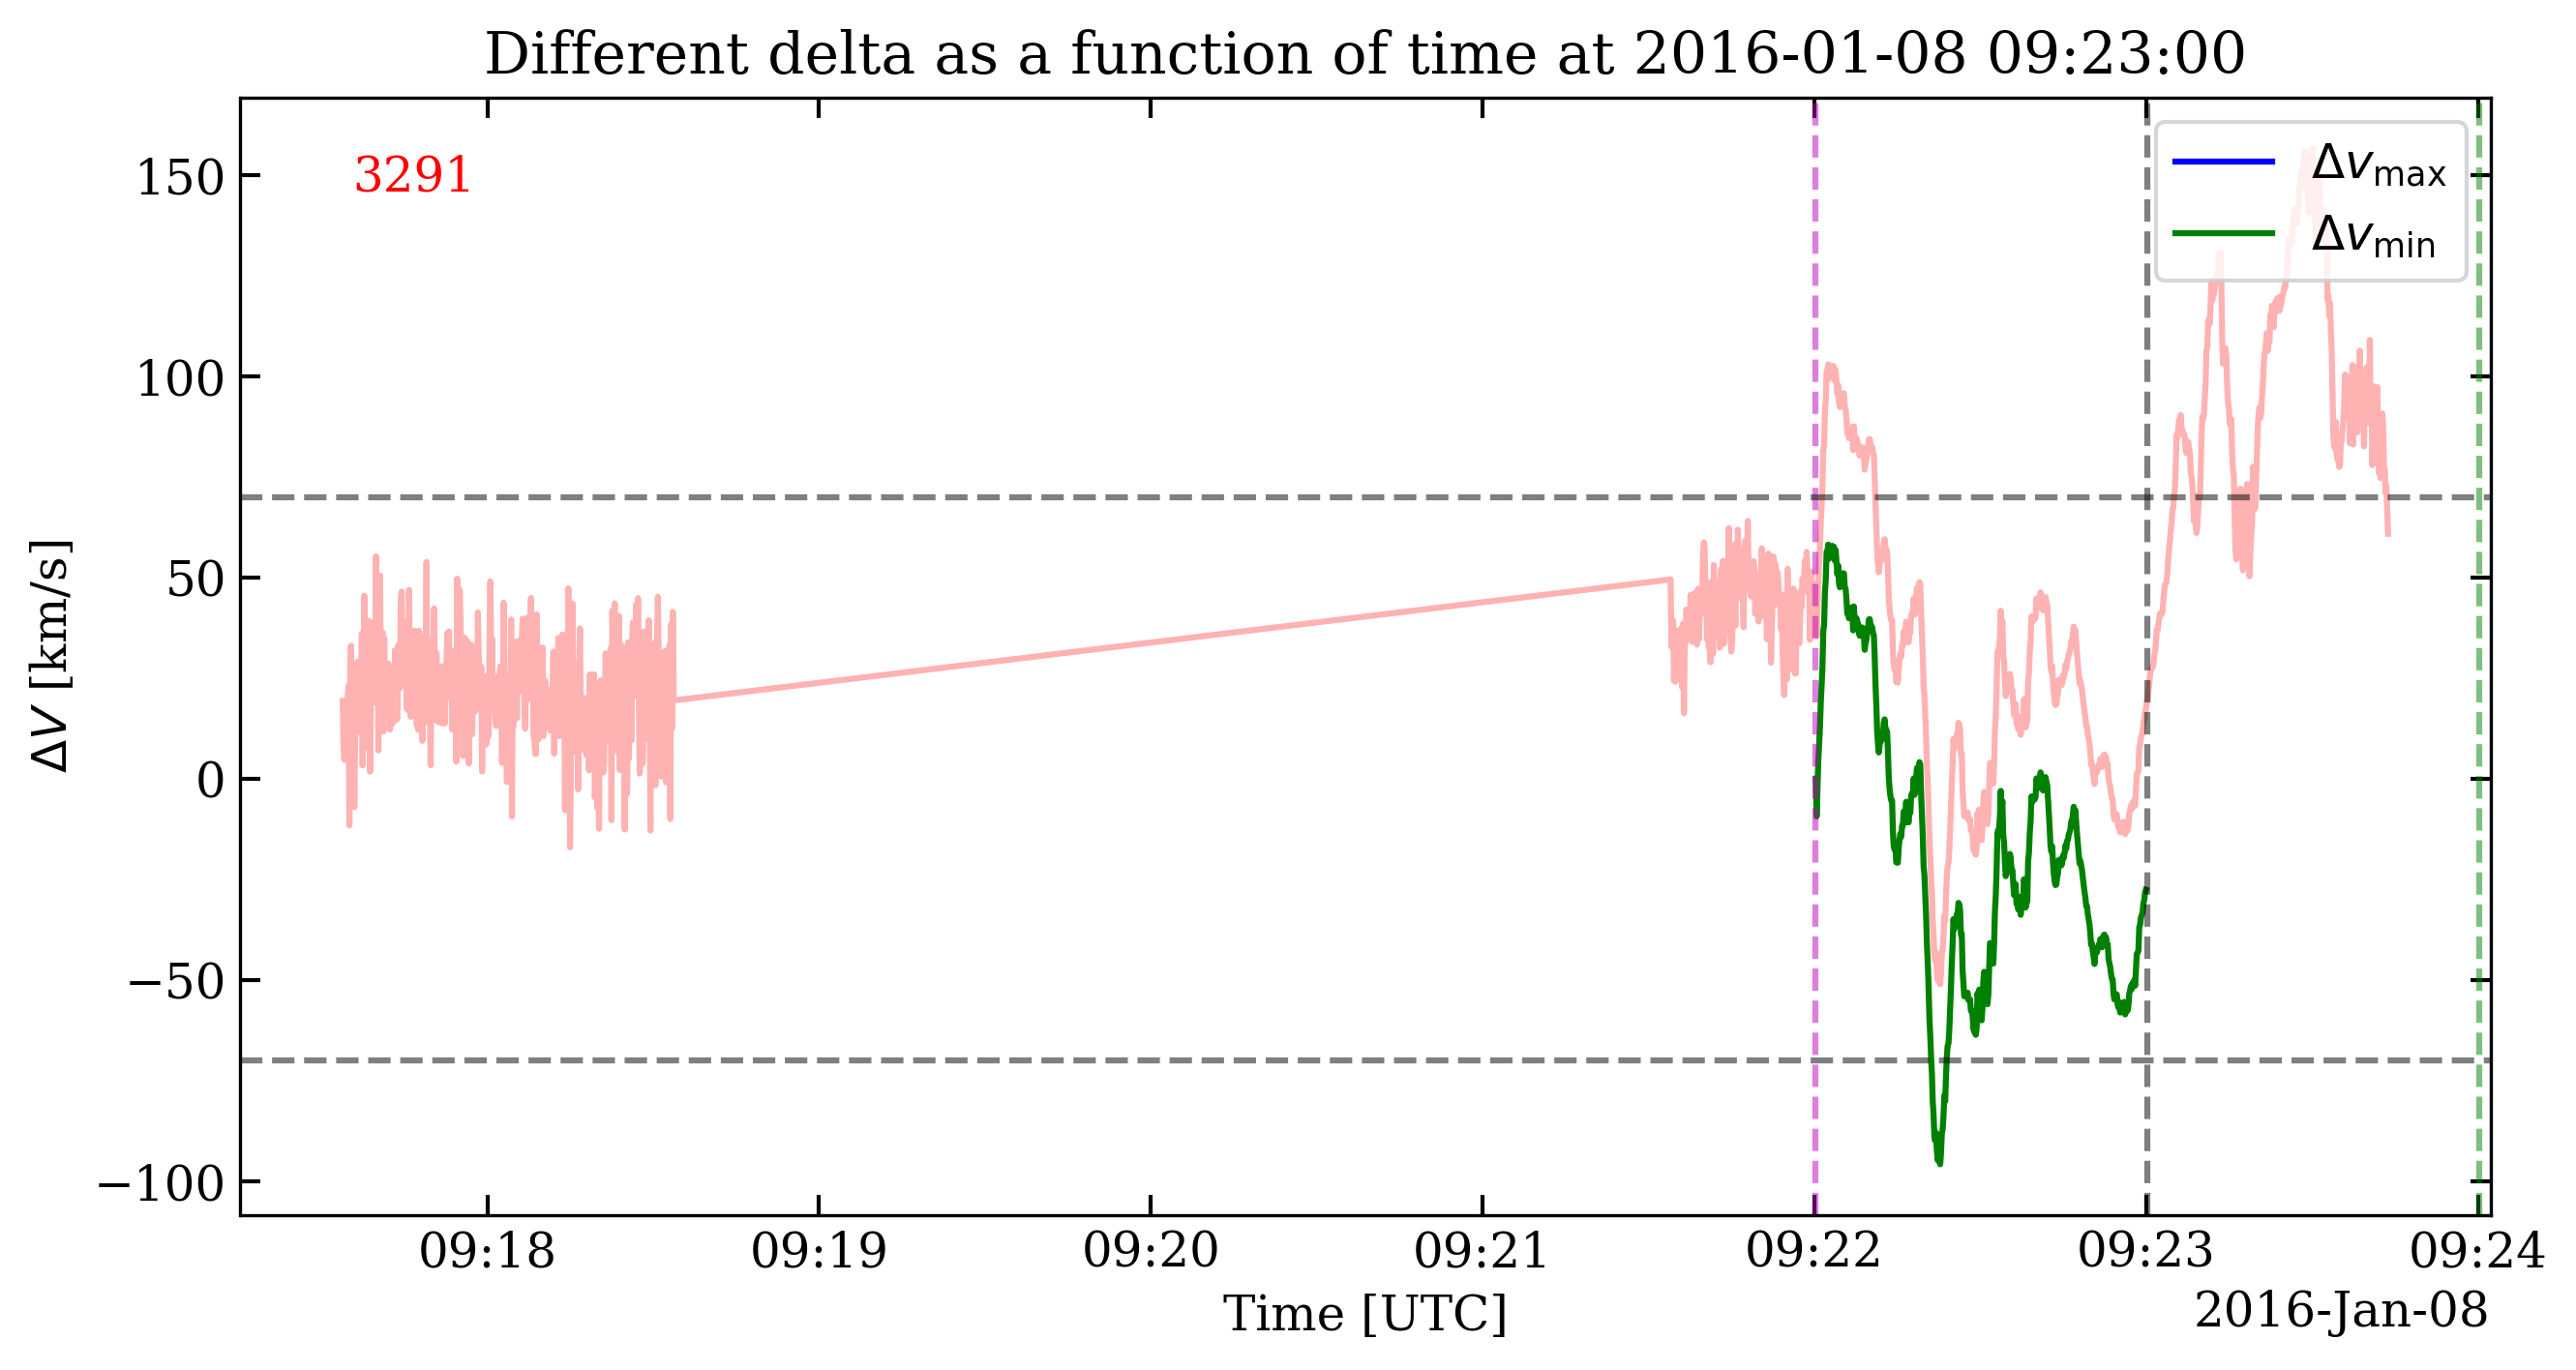 Different delta as a function of time at 2016-01-08 09:23:00
3291
Δv_max
Δv_min
150
100
50
0
−50
−100
ΔV [km/s]
09:18 09:19 09:20 09:21 09:22 09:23 09:24
Time [UTC]
2016-Jan-08